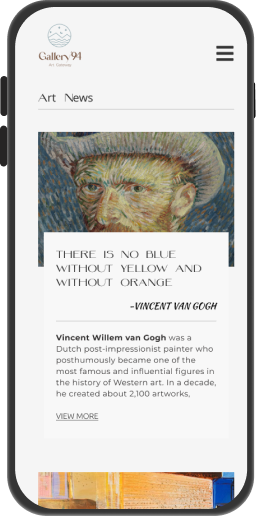 Gallery'94
Art News
THERE IS NO BLUE
WITHOUT YELLOW AND
WITHOUT ORANGE
-VINCENT VAN GOGH
Vincent Willem van Gogh was a
Dutch post-impressionist painter who
posthumously became one of the
most famous and influential figures in
the history of Western art. In a decade,
he created about 2,100 artworks,
VIEW MORE